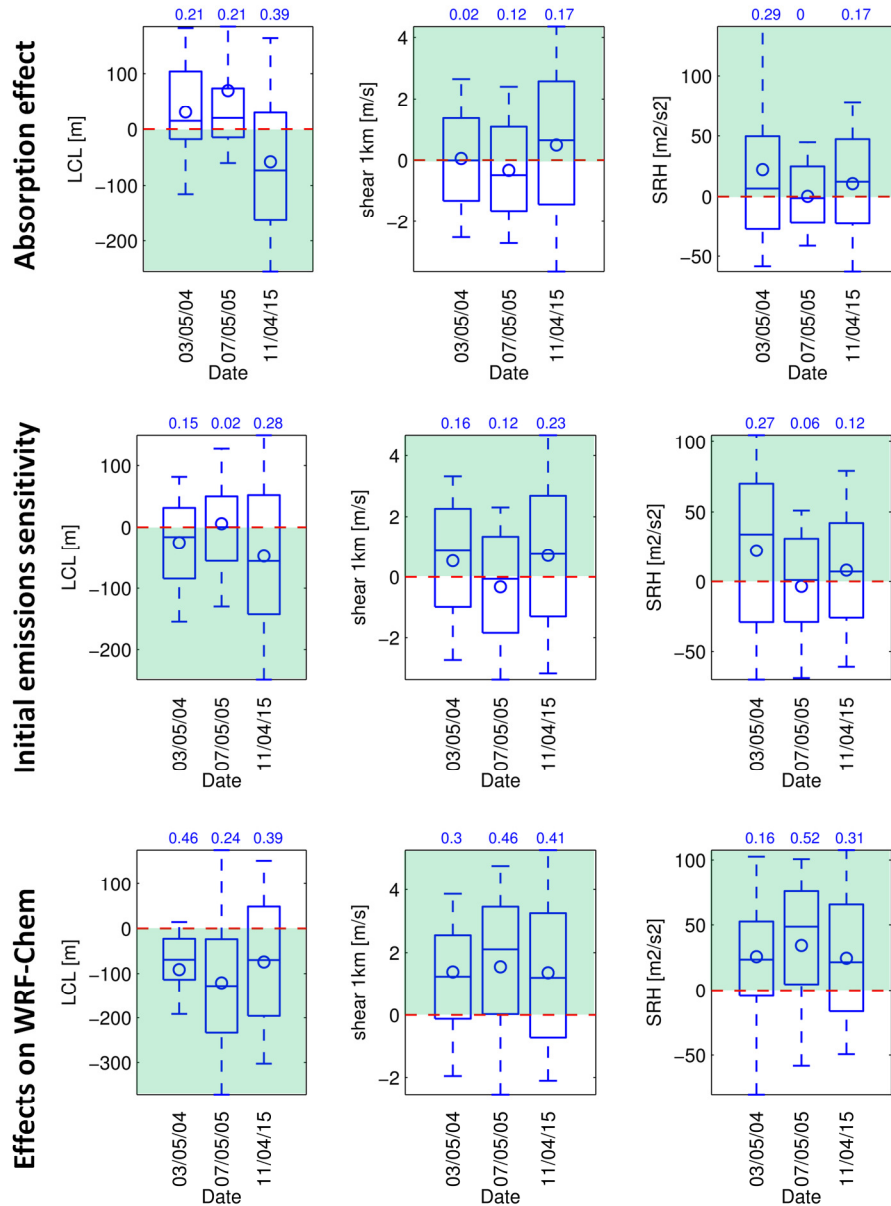 Absorption effect
0.21 0.21 0.39
LCL [m]
100
0
−100
−200
03/05/04
07/05/05
11/04/15
Date
0.02 0.12 0.17
shear 1km [m/s]
4
2
0
−2
03/05/04
07/05/05
11/04/15
Date
0.29 0 0.17
SRH [m2/s2]
100
50
0
−50
03/05/04
07/05/05
11/04/15
Date
Initial emissions sensitivity
0.15 0.02 0.28
LCL [m]
100
0
−100
−200
03/05/04
07/05/05
11/04/15
Date
0.16 0.12 0.23
shear 1km [m/s]
4
2
0
−2
03/05/04
07/05/05
11/04/15
Date
0.27 0.06 0.12
SRH [m2/s2]
100
50
0
−50
03/05/04
07/05/05
11/04/15
Date
Effects on WRF-Chem
0.46 0.24 0.39
LCL [m]
100
0
−100
−200
−300
03/05/04
07/05/05
11/04/15
Date
0.3 0.46 0.41
shear 1km [m/s]
4
2
0
−2
03/05/04
07/05/05
11/04/15
Date
0.16 0.52 0.31
SRH [m2/s2]
100
50
0
−50
03/05/04
07/05/05
11/04/15
Date